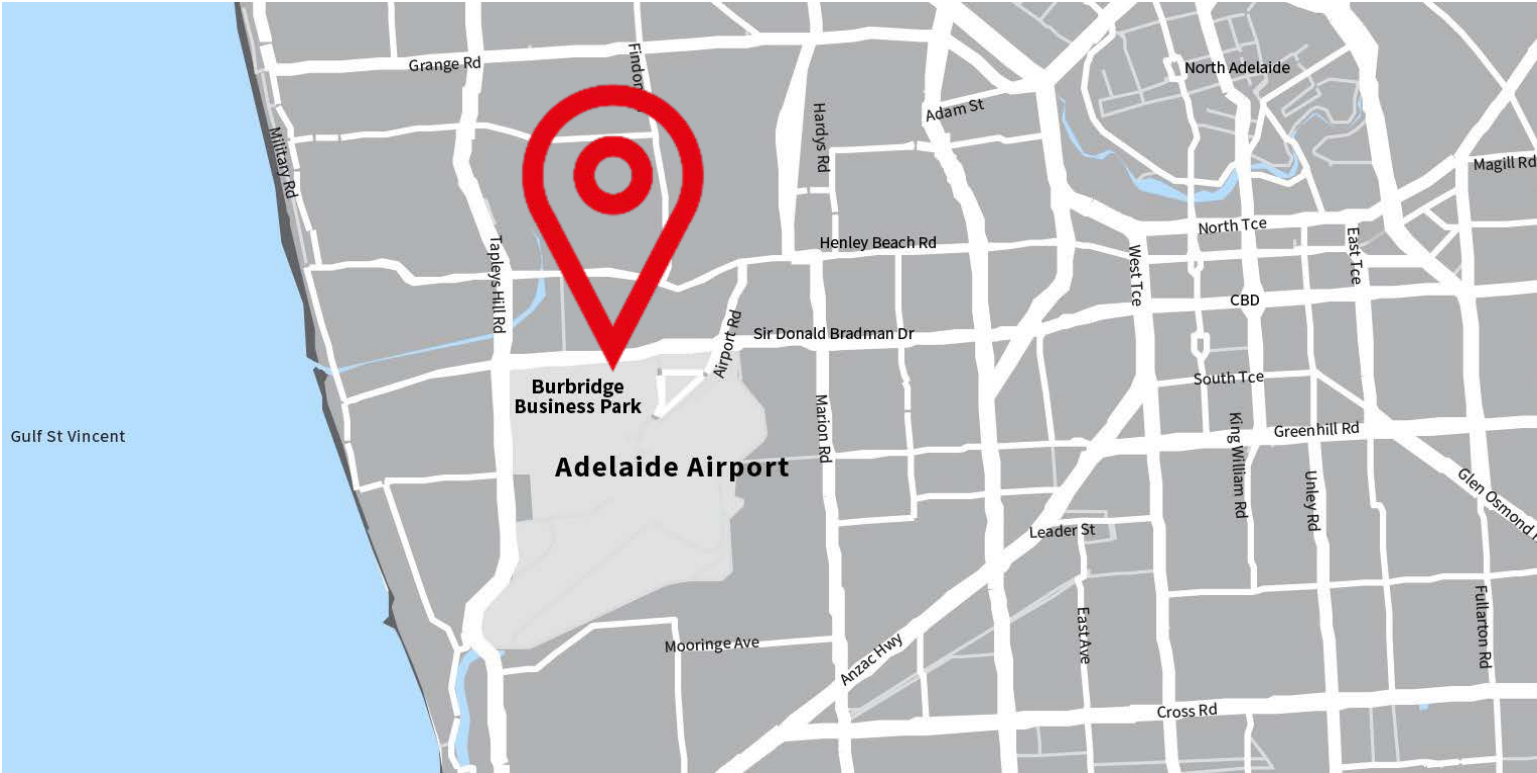 Grange Rd
Findon
North Adelaide
Adam St
Hardys Rd
Military Rd
Magill Rd
North Tce
Henley Beach Rd
Tapleys Hill Rd
West Tce
East Tce
CBD
Airport Rd
Sir Donald Bradman Dr
South Tce
Burbridge
Business Park
Marion Rd
Gulf St Vincent
King William Rd
Greenhill Rd
Adelaide Airport
Unley Rd
Glen Osmond
Leader St
East Ave
Fullarton Rd
Mooringe Ave
Anzac Hwy
Cross Rd